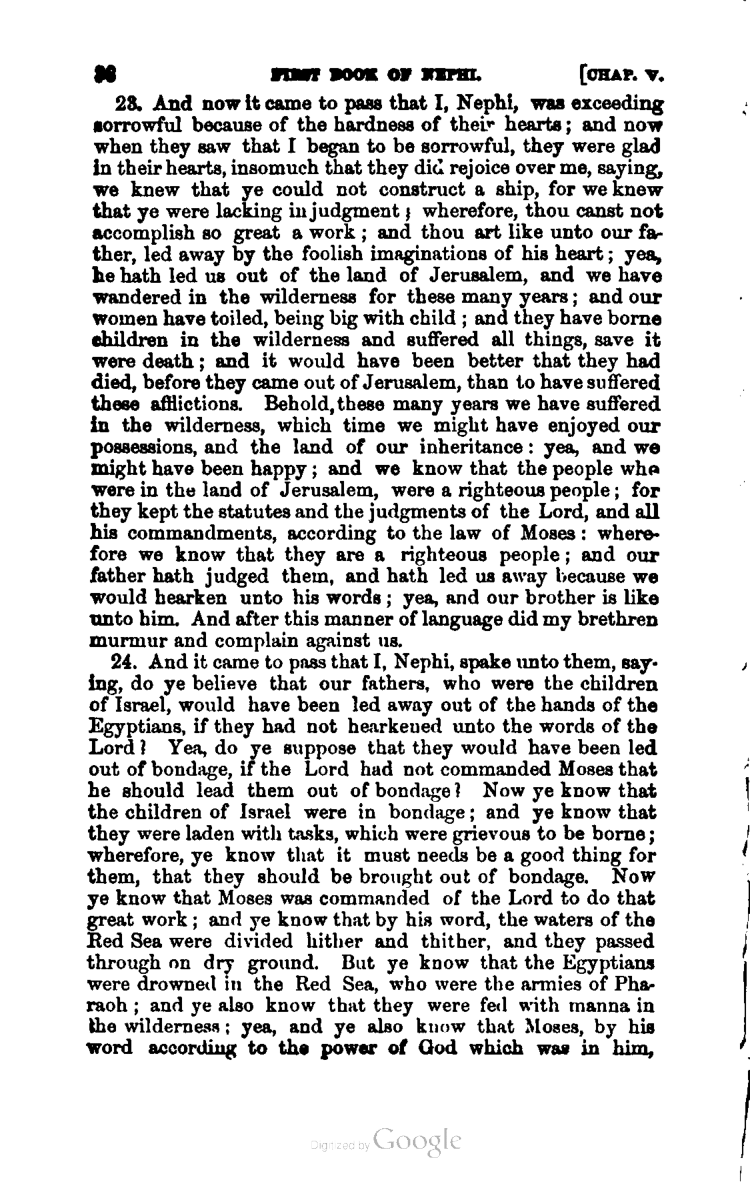 36 FIRST BOOK OF NEPHI. [CHAP. V.
23. And now it came to pass that I, Nephi, was exceeding
sorrowful because of the hardness of their hearts; and now
when they saw that I began to be sorrowful, they were glad
in their hearts, insomuch that they did rejoice over me, saying,
we knew that ye could not construct a ship, for we knew
that ye were lacking in judgment; wherefore, thou canst not
accomplish so great a work; and thou art like unto our fa-
ther, led away by the foolish imaginations of his heart; yea,
he hath led us out of the land of Jerusalem, and we have
wandered in the wilderness for these many years; and our
women have toiled, being big with child; and they have borne
children in the wilderness and suffered all things, save it
were death; and it would have been better that they had
died, before they came out of Jerusalem, than to have suffered
these afflictions. Behold, these many years we have suffered
in the wilderness, which time we might have enjoyed our
possessions, and the land of our inheritance: yea, and we
might have been happy; and we know that the people who
were in the land of Jerusalem, were a righteous people; for
they kept the statutes and the judgments of the Lord, and all
his commandments, according to the law of Moses: where-
fore we know that they are a righteous people; and our
father hath judged them, and hath led us away because we
would hearken unto his words; yea, and our brother is like
unto him. And after this manner of language did my brethren
murmur and complain against us.
24. And it came to pass that I, Nephi, spake unto them, say-
ing, do ye believe that our fathers, who were the children
of Israel, would have been led away out of the hands of the
Egyptians, if they had not hearkened unto the words of the
Lord? Yea, do ye suppose that they would have been led
out of bondage, if the Lord had not commanded Moses that
he should lead them out of bondage? Now ye know that
the children of Israel were in bondage; and ye know that
they were laden with tasks, which were grievous to be borne;
wherefore, ye know that it must needs be a good thing for
them, that they should be brought out of bondage. Now
ye know that Moses was commanded of the Lord to do that
great work; and ye know that by his word, the waters of the
Red Sea were divided hither and thither, and they passed
through on dry ground. But ye know that the Egyptians
were drowned in the Red Sea, who were the armies of Pha-
raoh; and ye also know that they were fed with manna in
the wilderness; yea, and ye also know that Moses, by his
word according to the power of God which was in him,
Digitized by Google